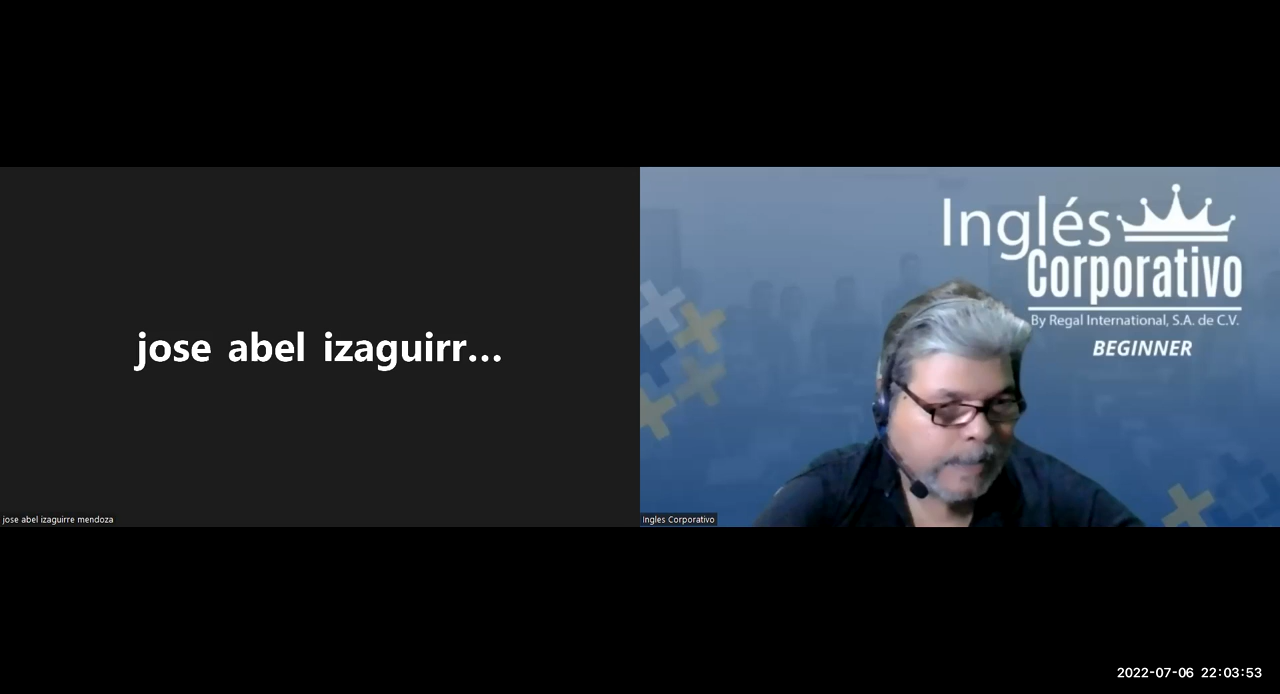 jose abel izaguirr...
jose abel izaguirre mendoza
Inglés
Corporativo
By Regal International, S.A. de C.V.
BEGINNER
Ingles Corporativo
2022-07-06 22:03:53